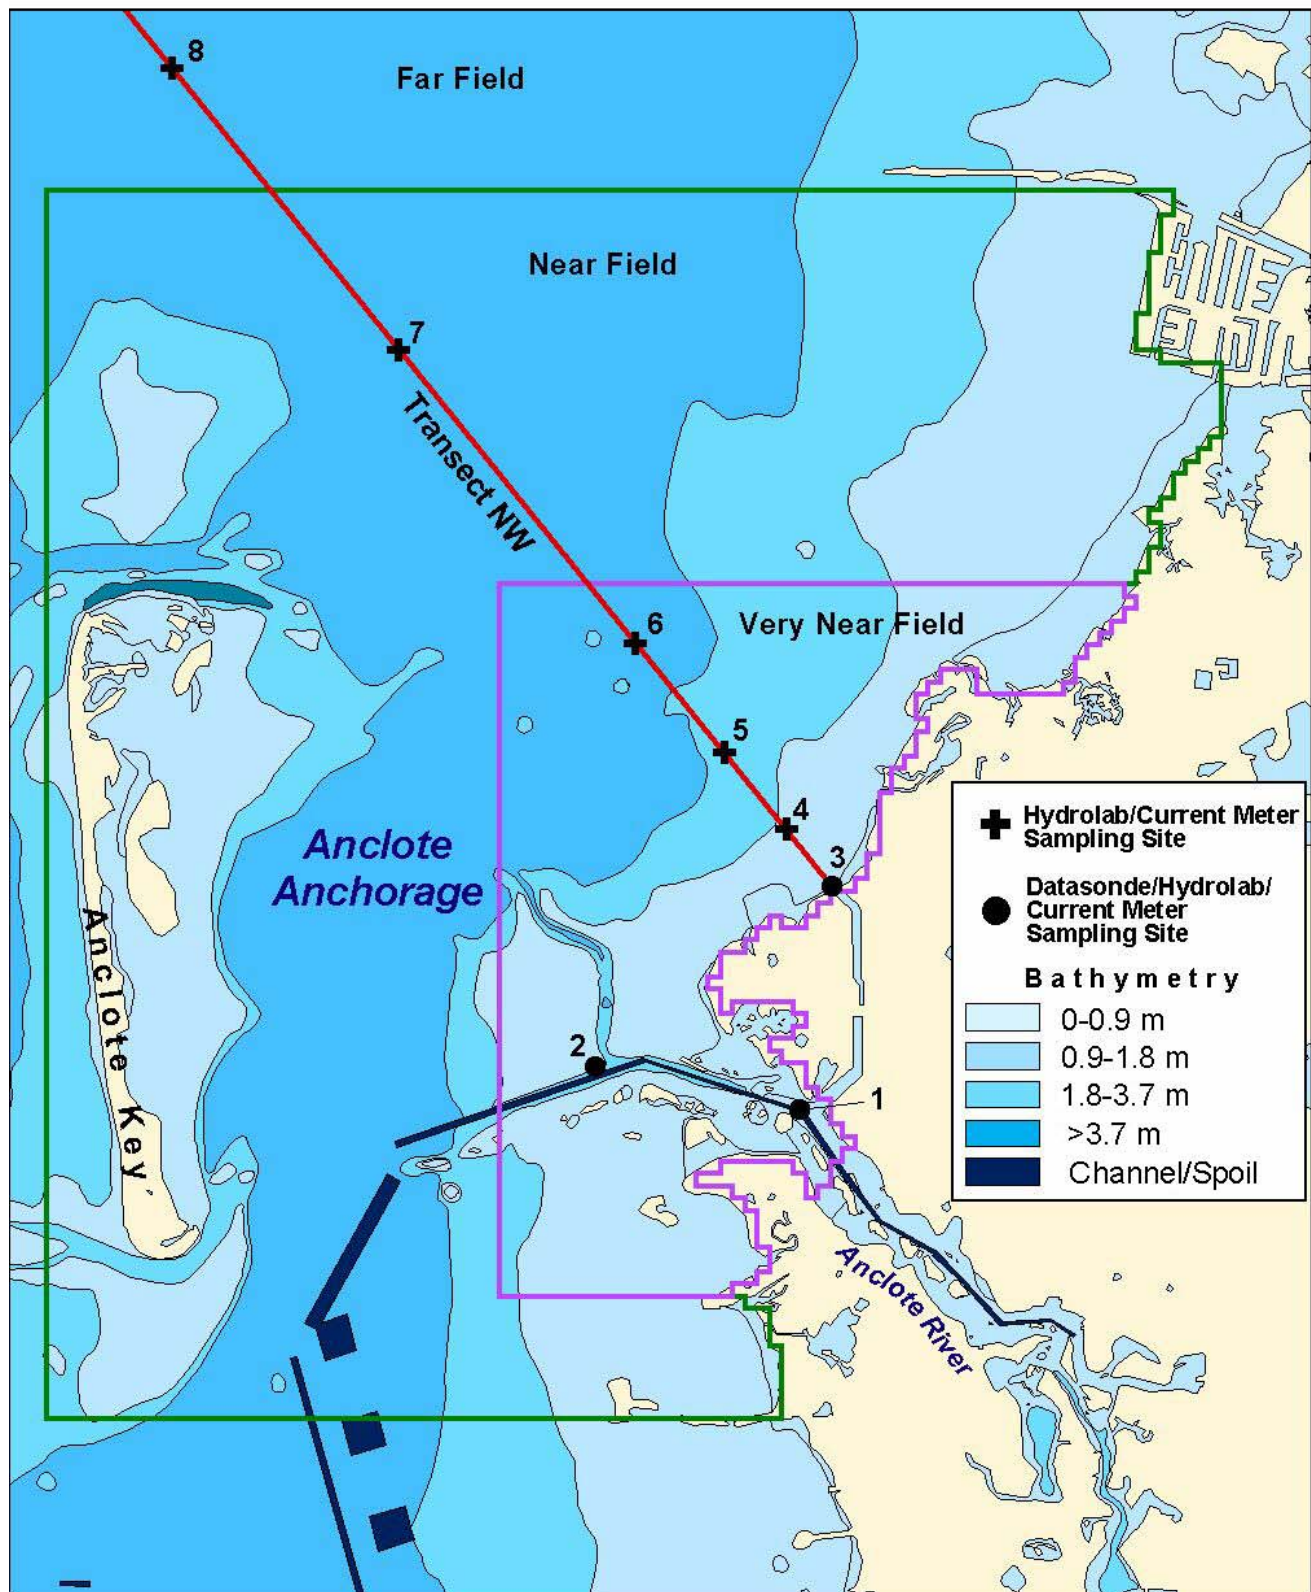 8
Far Field
Near Field
7
Transect NW
6
Very Near Field
5
4
3
Anclote
Anchorage
Anclote Key
2
1
Anclote River
Hydrolab/Current Meter
Sampling Site
Datasonde/Hydrolab/
Current Meter
Sampling Site
Bathymetry
0-0.9 m
0.9-1.8 m
1.8-3.7 m
>3.7 m
Channel/Spoil